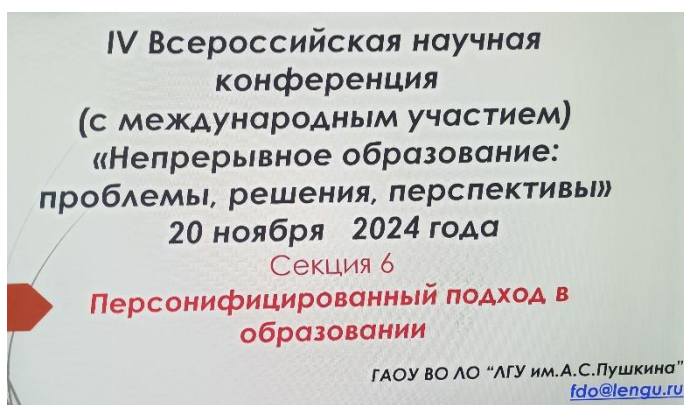 IV Всероссийская научная
конференция
(с международным участием)
«Непрерывное образование:
проблемы, решения, перспективы»
20 ноября 2024 года
Секция 6
Персонифицированный подход в
образовании
ГАОУ ВО ЛО “ЛГУ им.А.С.Пушкина”
fdo@lengu.ru